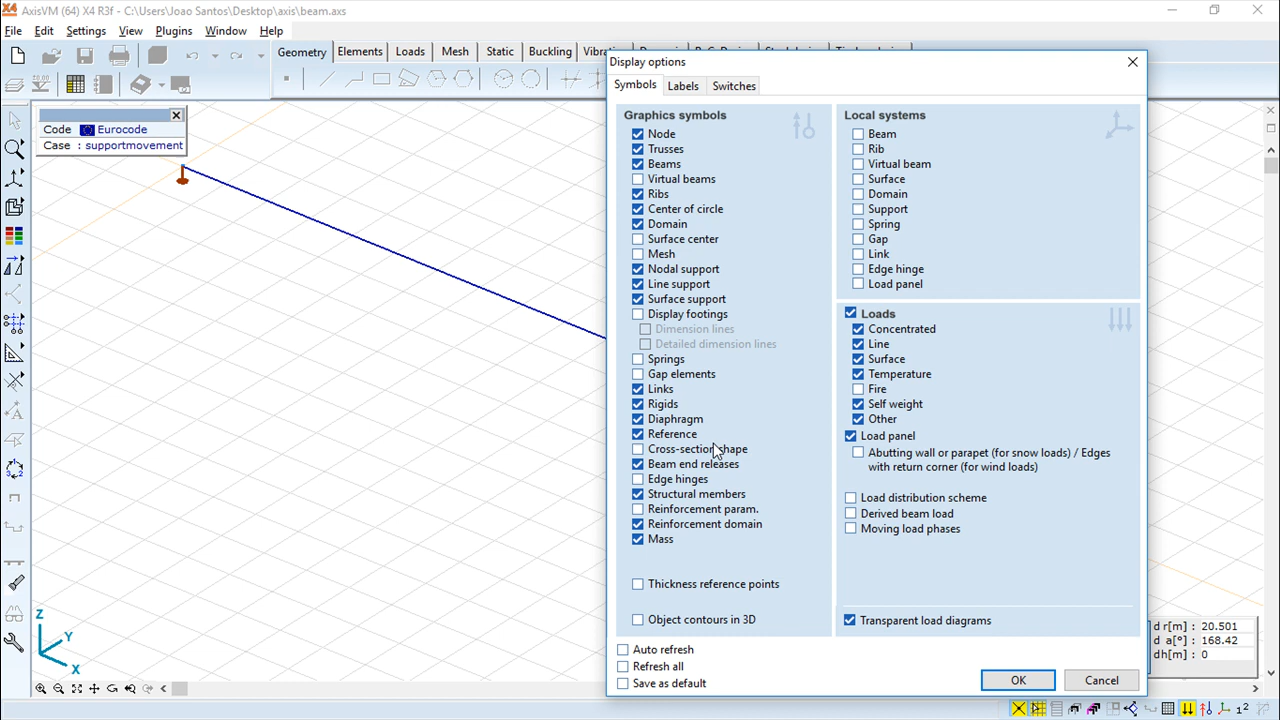 AxisVM (64) X4 R3f - C:\Users\Joao Santos\Desktop\axis\beam.axs
File Edit Settings View Plugins Window Help
Geometry Elements Loads Mesh Static Buckling
Code Eurocode
Case : supportmovement
Display options
Symbols Labels Switches
Graphics symbols
Node
Trusses
Beams
Virtual beams
Ribs
Center of circle
Domain
Surface center
Mesh
Nodal support
Line support
Surface support
Display footings
Dimension lines
Detailed dimension lines
Springs
Gap elements
Links
Rigids
Diaphragm
Reference
Cross-section shape
Beam end releases
Edge hinges
Structural members
Reinforcement param.
Reinforcement domain
Mass
Thickness reference points
Object contours in 3D
Local systems
Beam
Rib
Virtual beam
Surface
Domain
Support
Spring
Gap
Link
Edge hinge
Load panel
Loads
Concentrated
Line
Surface
Temperature
Fire
Self weight
Other
Load panel
Abutting wall or parapet (for snow loads) / Edges
with return corner (for wind loads)
Load distribution scheme
Derived beam load
Moving load phases
Transparent load diagrams
Auto refresh
Refresh all
Save as default
OK Cancel
Z
Y
X
d r[m] : 20.501
d a[°] : 168.42
dh[m] : 0